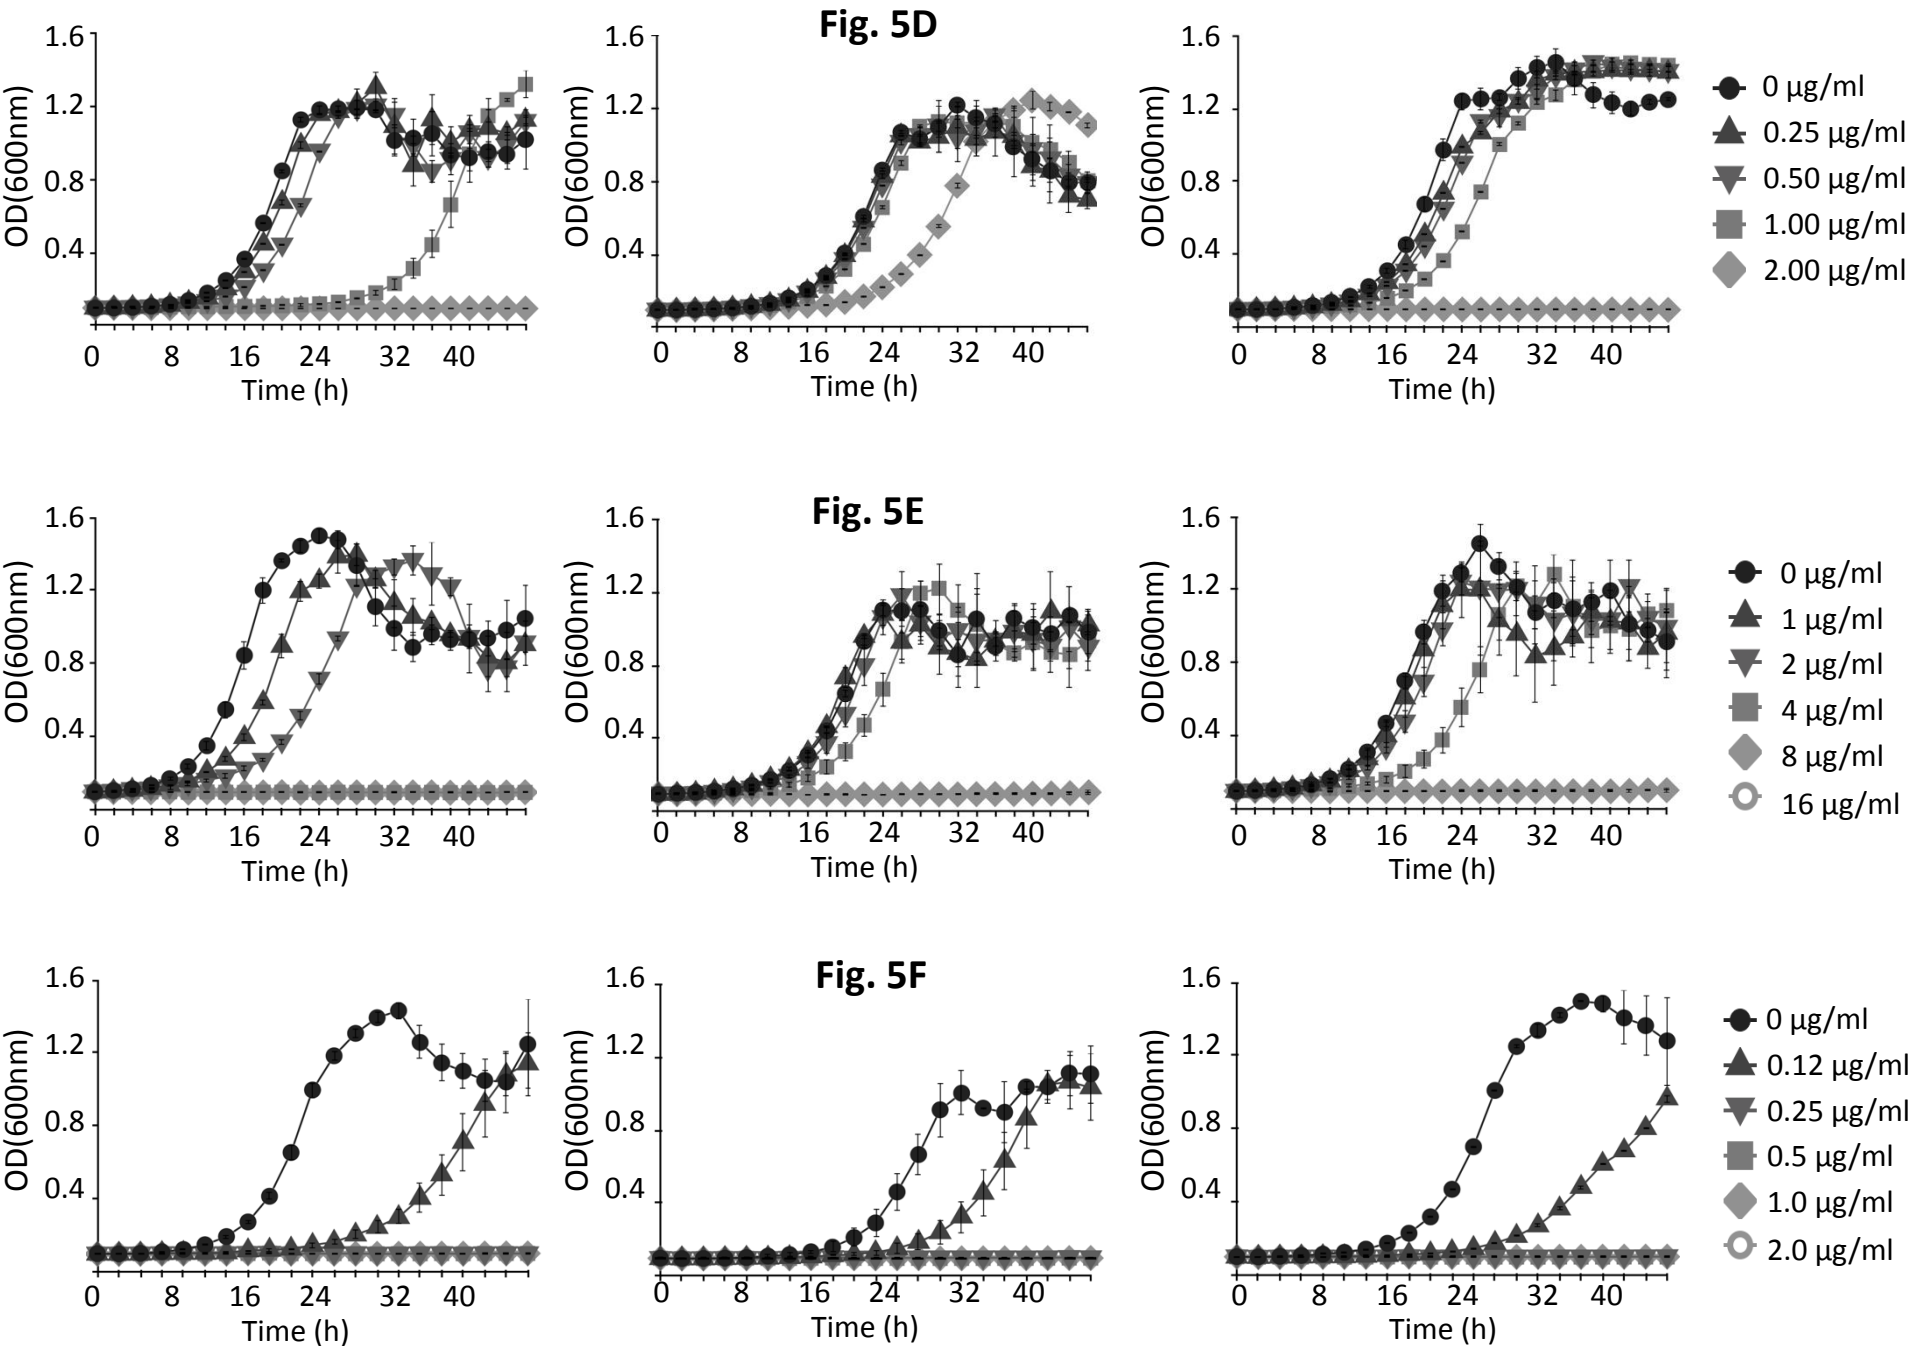 Fig. 5D
1.6 1.2 0.8 0.4
OD(600nm)
0 8 16 24 32 40
Time (h)
1.6 1.2 0.8 0.4
OD(600nm)
0 8 16 24 32 40
Time (h)
1.6 1.2 0.8 0.4
OD(600nm)
0 8 16 24 32 40
Time (h)
0 µg/ml
0.25 µg/ml
0.50 µg/ml
1.00 µg/ml
2.00 µg/ml
Fig. 5E
1.6 1.2 0.8 0.4
OD(600nm)
0 8 16 24 32 40
Time (h)
1.6 1.2 0.8 0.4
OD(600nm)
0 8 16 24 32 40
Time (h)
1.6 1.2 0.8 0.4
OD(600nm)
0 8 16 24 32 40
Time (h)
0 µg/ml
1 µg/ml
2 µg/ml
4 µg/ml
8 µg/ml
16 µg/ml
Fig. 5F
1.6 1.2 0.8 0.4
OD(600nm)
0 8 16 24 32 40
Time (h)
1.6 1.2 0.8 0.4
OD(600nm)
0 8 16 24 32 40
Time (h)
1.6 1.2 0.8 0.4
OD(600nm)
0 8 16 24 32 40
Time (h)
0 µg/ml
0.12 µg/ml
0.25 µg/ml
0.5 µg/ml
1.0 µg/ml
2.0 µg/ml